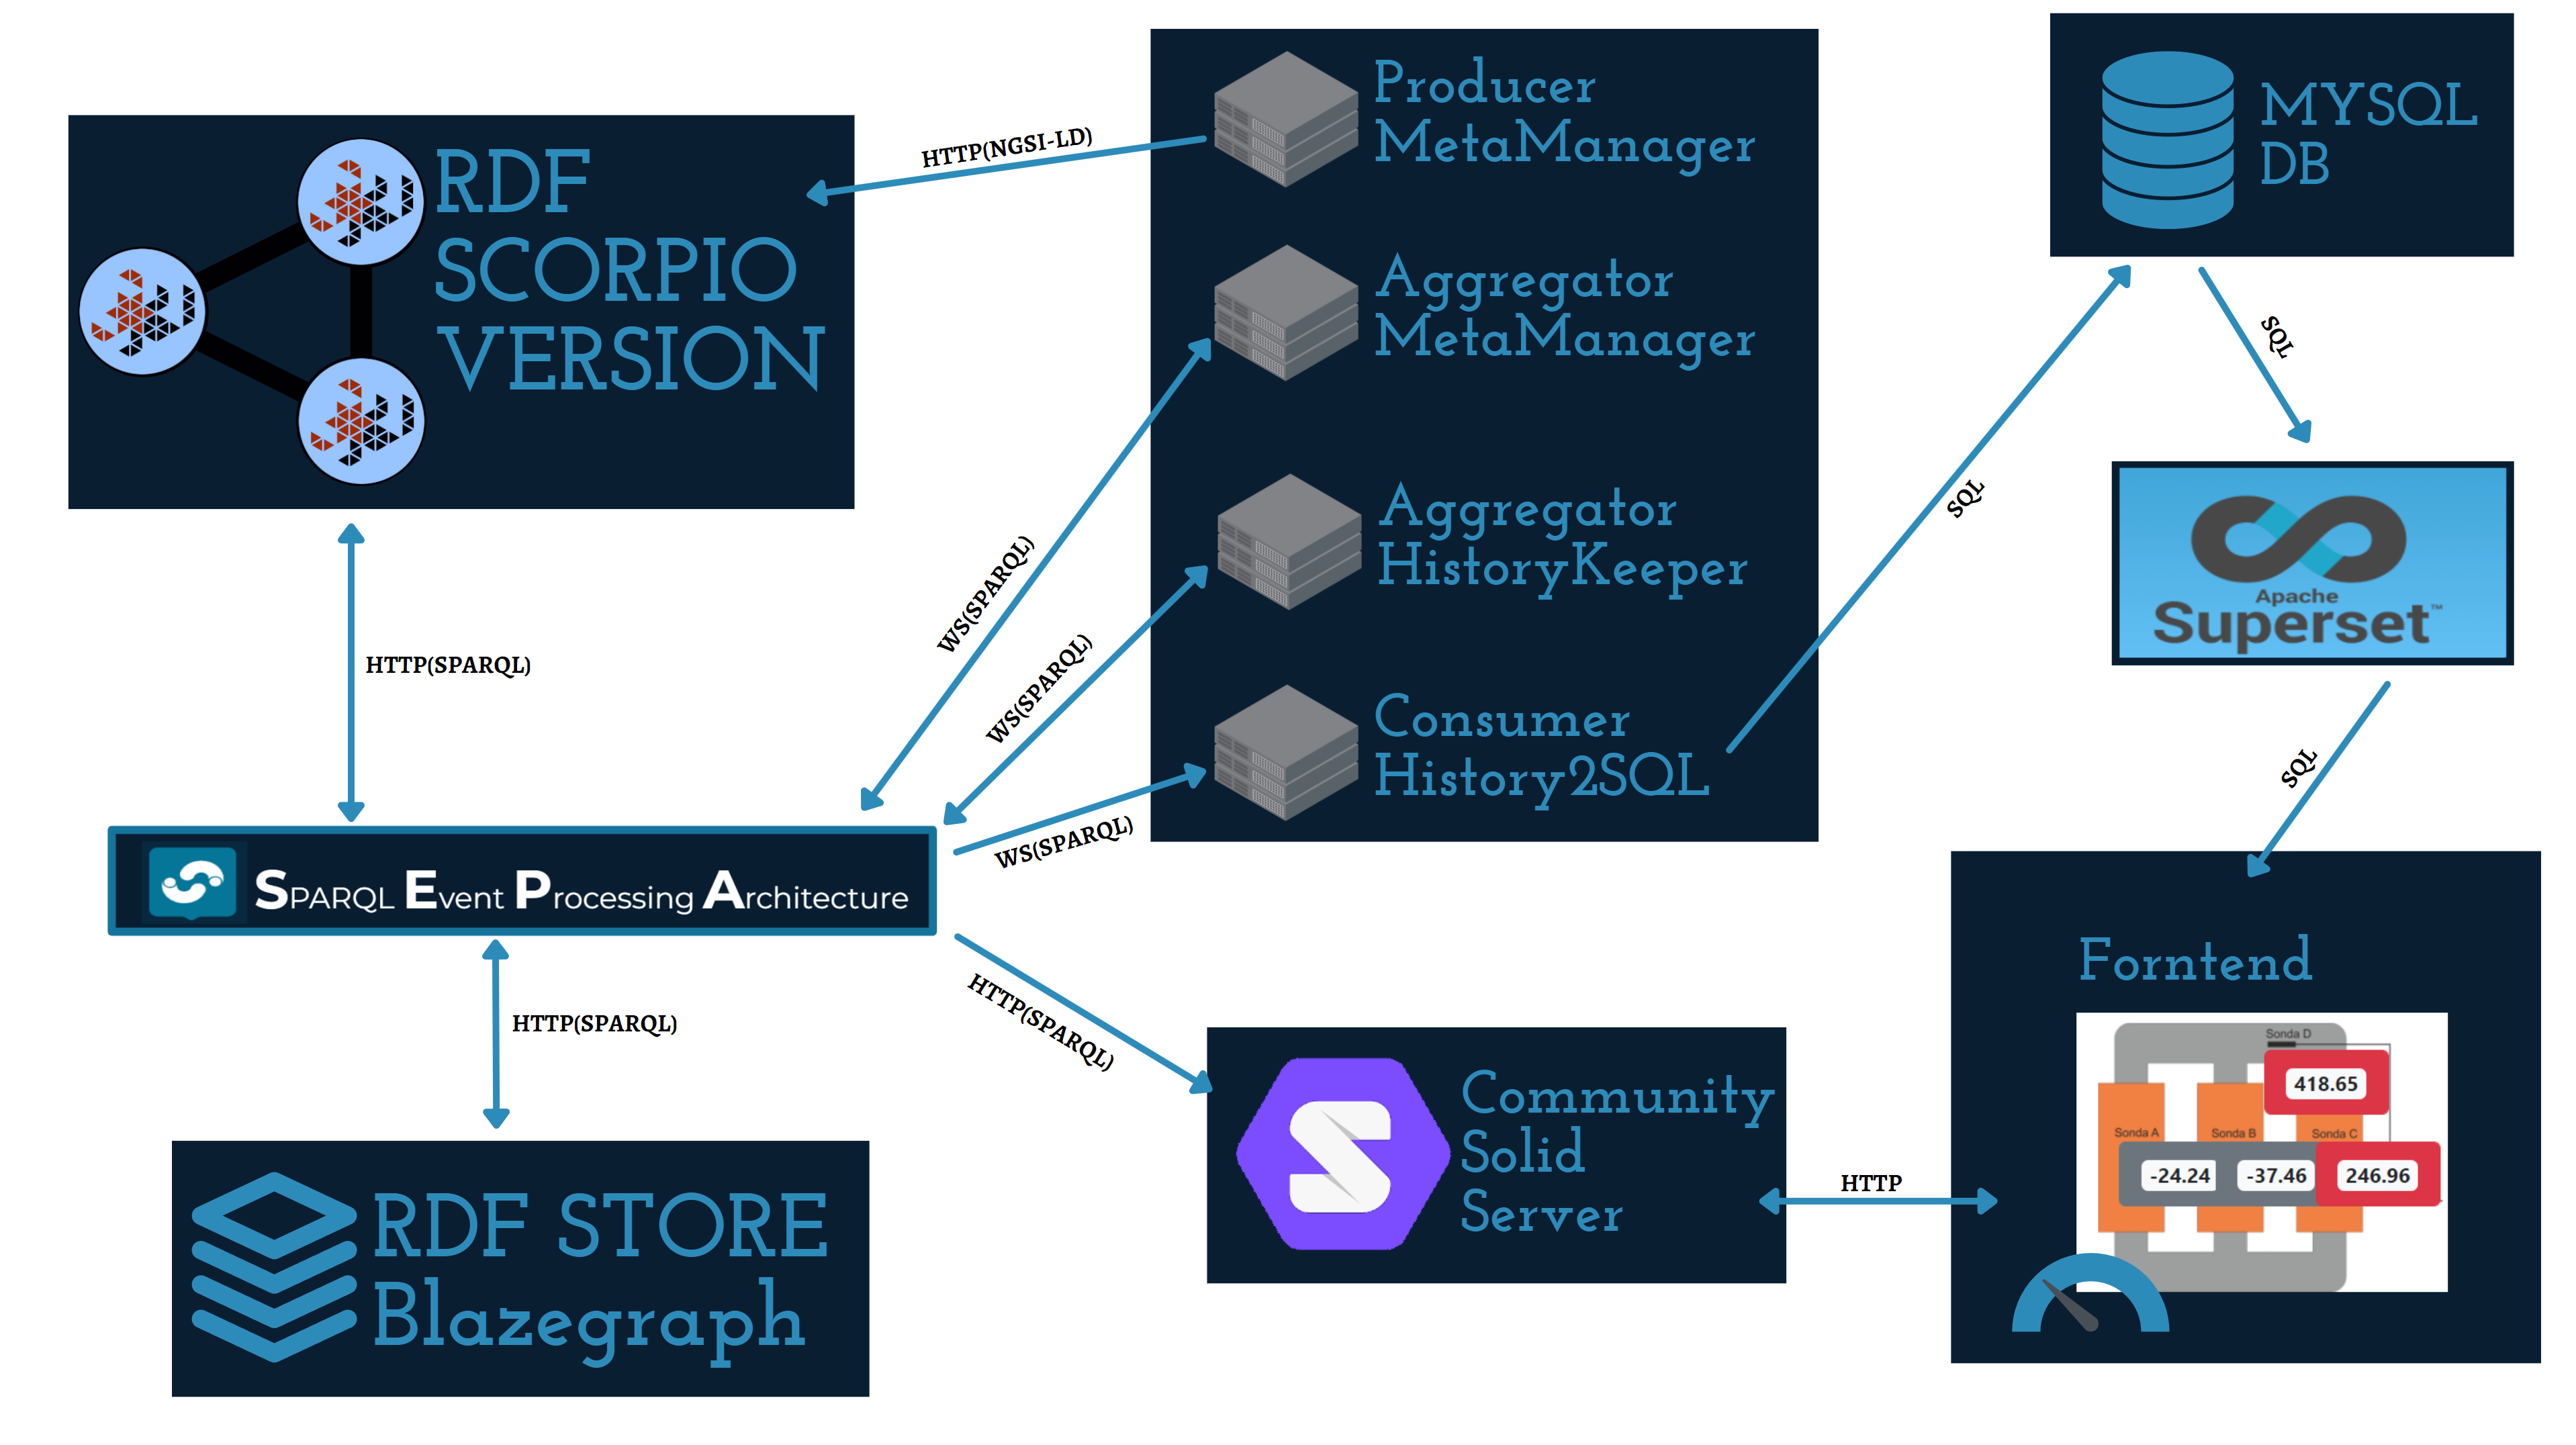 RDF
SCORPIO
VERSION
HTTP(NGSI-LD)
Producer
MetaManager
Aggregator
MetaManager
Aggregator
HistoryKeeper
Consumer
History2SQL
MYSQL
DB
SQL
SQL
Apache
Superset™
SQL
WS(SPARQL)
WS(SPARQL)
WS(SPARQL)
HTTP(SPARQL)
SPARQL Event Processing Architecture
HTTP(SPARQL)
HTTP(SPARQL)
RDF STORE
Blazegraph
Community
Solid
Server
HTTP
Forntend
Sonda D
418.65
Sonda A
Sonda B
Sonda C
-24.24
-37.46
246.96